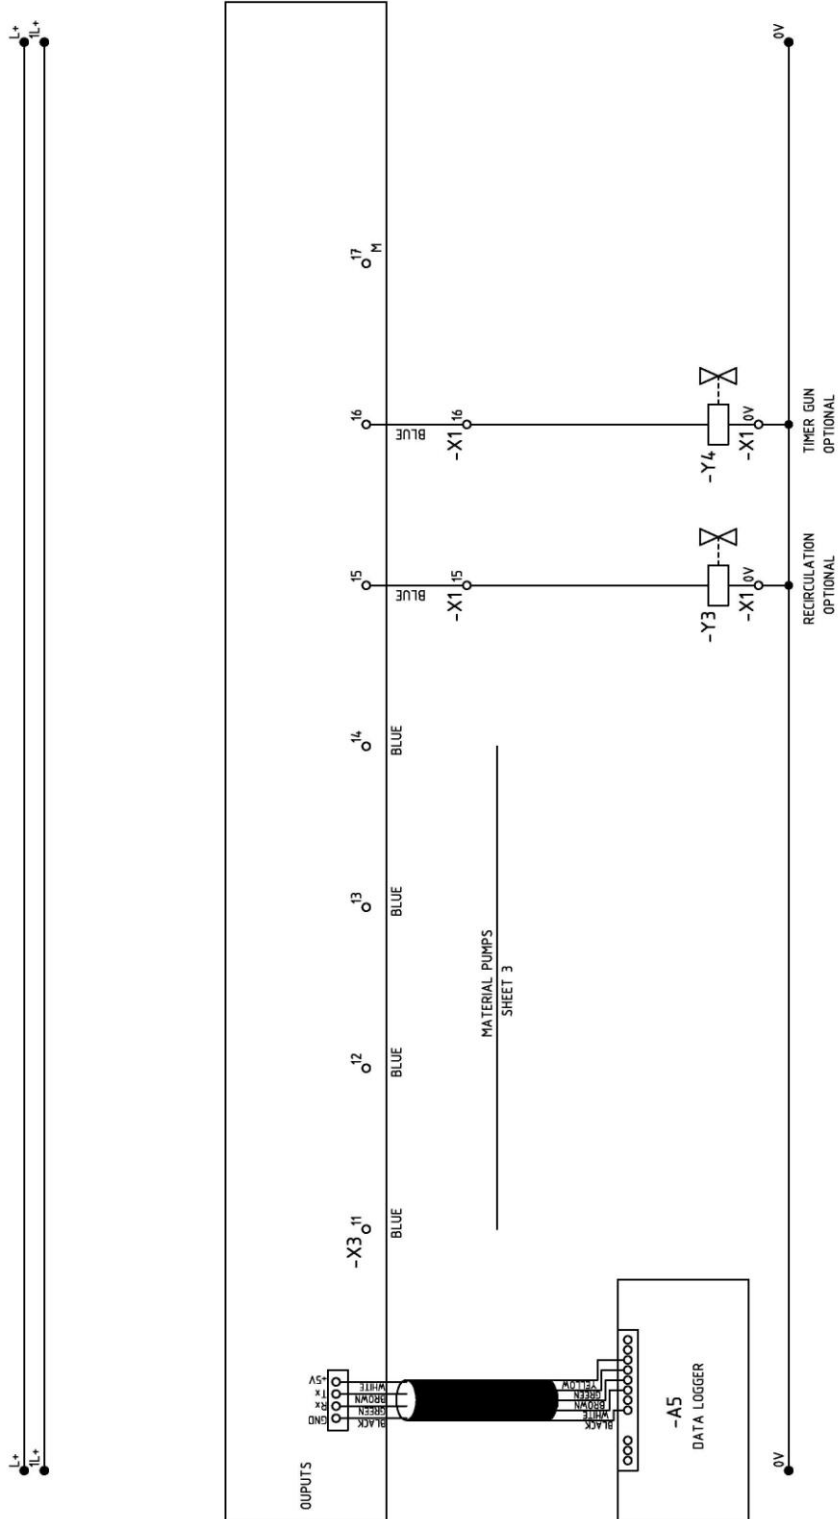 L+
L+
1L+
1L+
OUPUTS
GND
Rx
Tx
+5V
-X3
11
12
13
14
15
16
17
M
BLACK
GREEN
BROWN
WHITE
BLUE
BLUE
BLUE
BLUE
BLUE
BLUE
-X1 15
-X1 16
MATERIAL PUMPS
SHEET 3
BLACK
WHITE
BROWN
GREEN
YELLOW
-A5
DATA LOGGER
-Y3
-Y4
-X1 0V
-X1 0V
0V
0V
RECIRCULATION
OPTIONAL
TIMER GUN
OPTIONAL